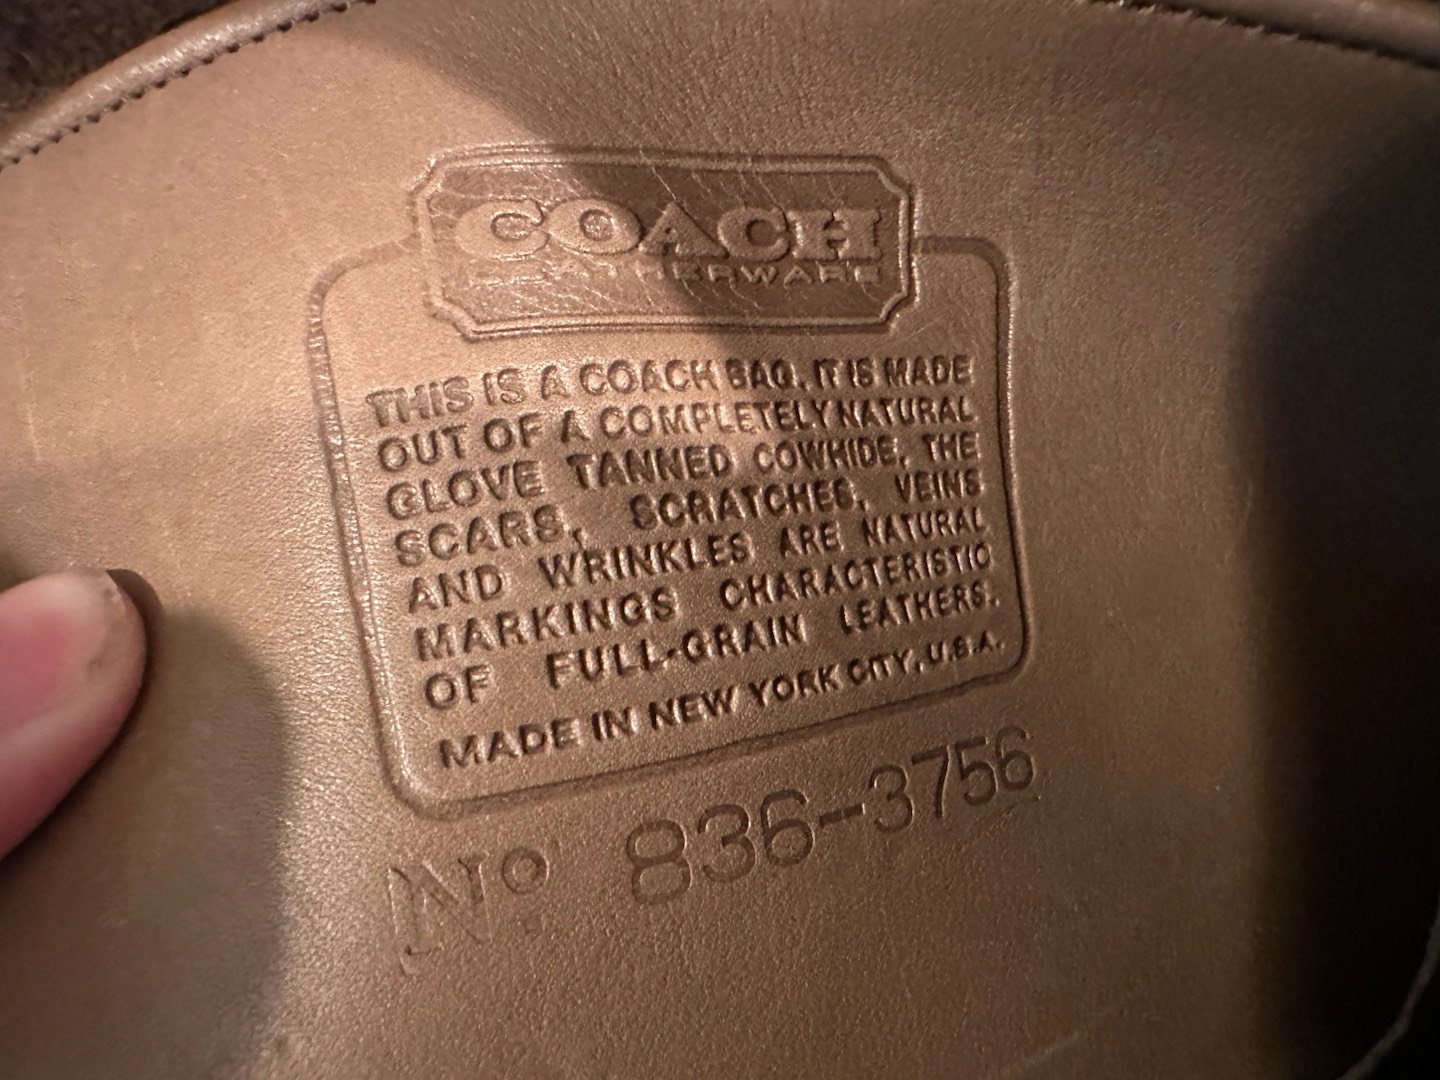 COACH
LEATHERWARE
THIS IS A COACH BAG. IT IS MADE
OUT OF A COMPLETELY NATURAL
GLOVE TANNED COWHIDE, THE
SCARS, SCRATCHES, VEINS
AND WRINKLES ARE NATURAL
MARKINGS CHARACTERISTIC
OF FULL-GRAIN LEATHERS.
MADE IN NEW YORK CITY, U.S.A.
Nº 836-3756